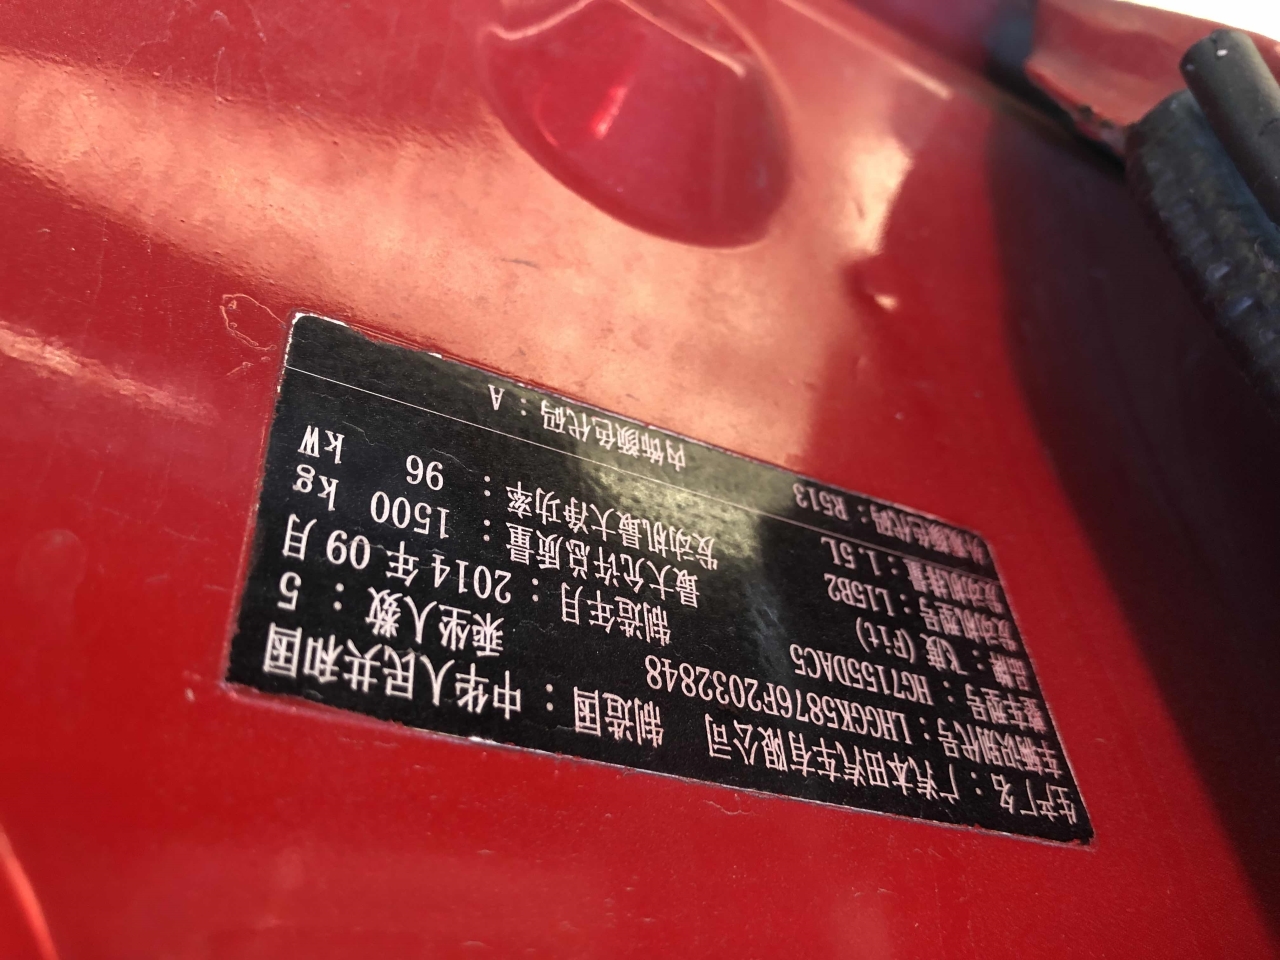 生产厂名：广汽本田汽车有限公司 制造国：中华人民共和国
车辆识别代号：LHGGK5876F2032848 乘坐人数：5
整车型号：HG7155DAC5 制造年月：2014年09月
品牌：飞度(Fit) 最大允许总质量：1500 kg
发动机型号：L15B2 发动机最大净功率：96 kW
发动机排量：1.5L
外观颜色代码：R513 内饰颜色代码：A